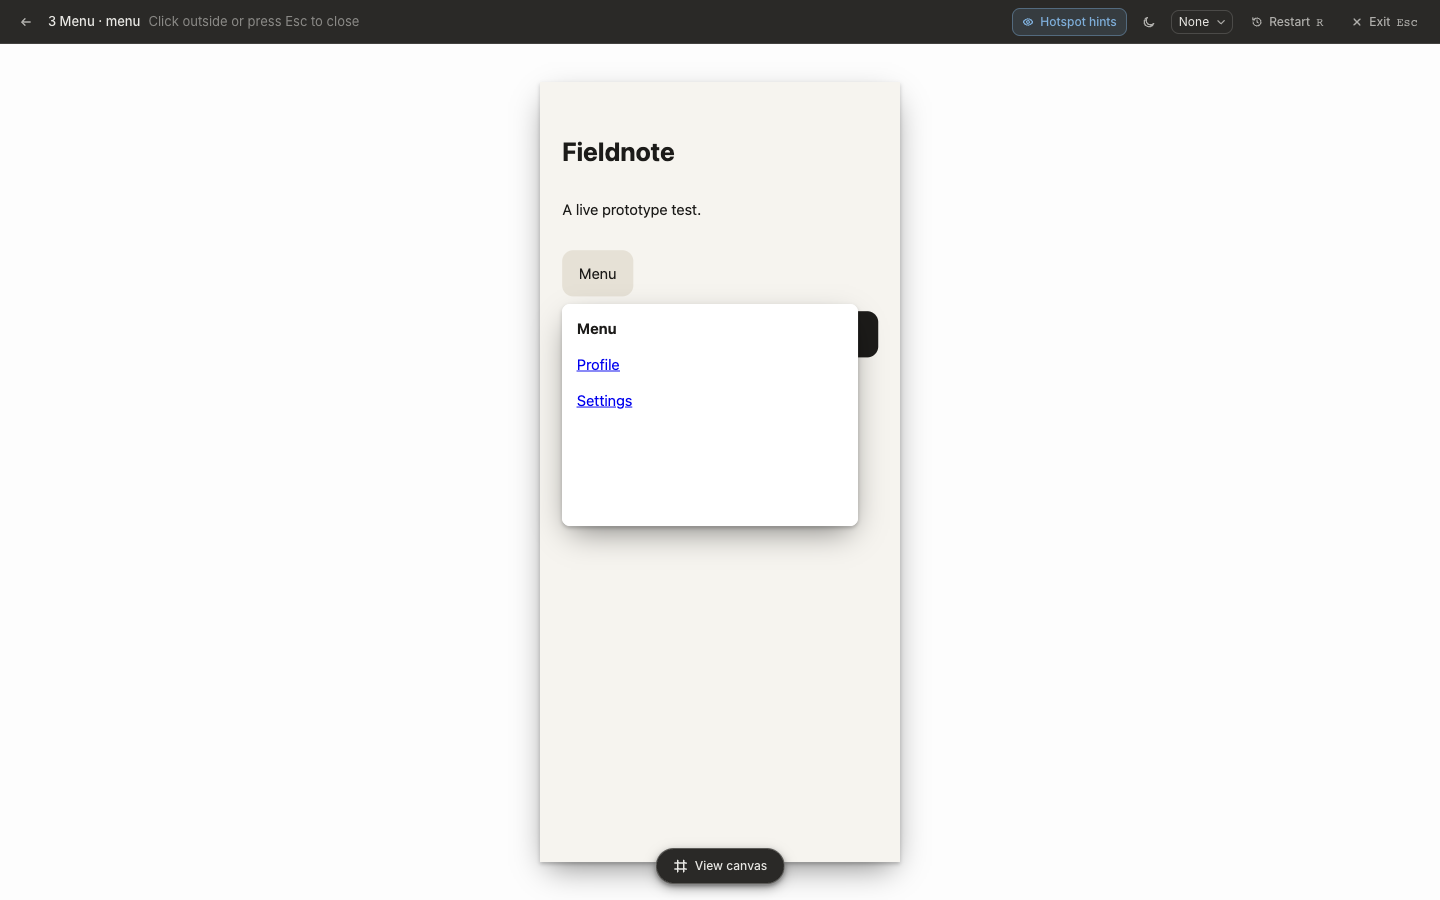 3 Menu · menu Click outside or press Esc to close
Hotspot hints
None
Restart R
Exit Esc
Fieldnote
A live prototype test.
Menu
Menu
Profile
Settings
View canvas